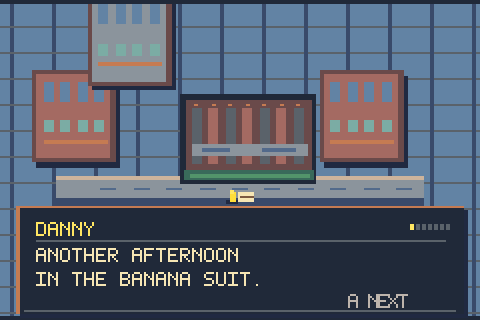 DANNY
ANOTHER AFTERNOON
IN THE BANANA SUIT.
A NEXT